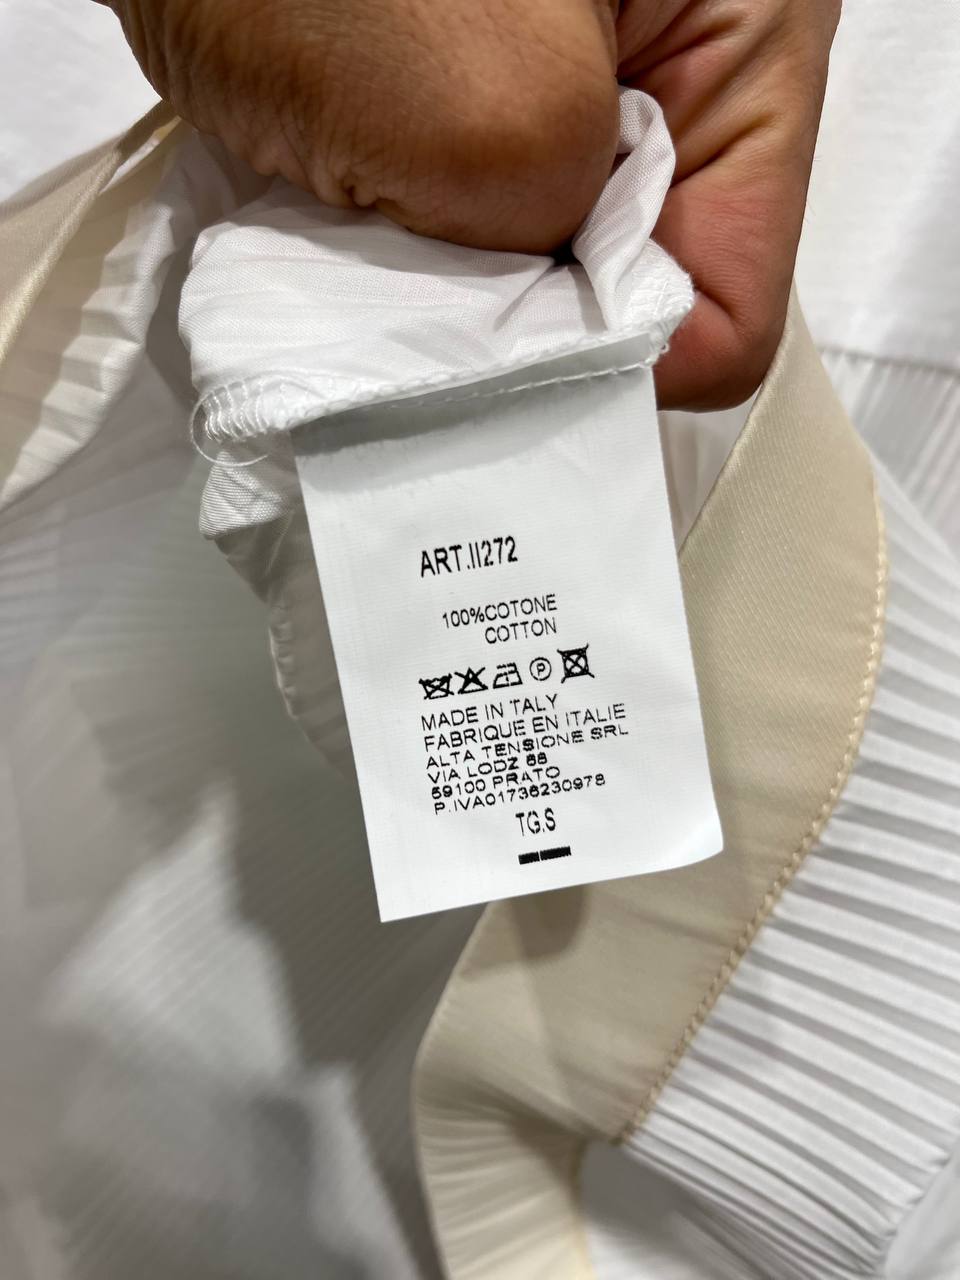 ART.II272
100%COTONE
COTTON
P
MADE IN TALY
FABRIQUE EN ITALIE
ALTA TENSIONE SRL
VIA LODZ 68
59100 PRATO
P.IVA01736230978
TG.S